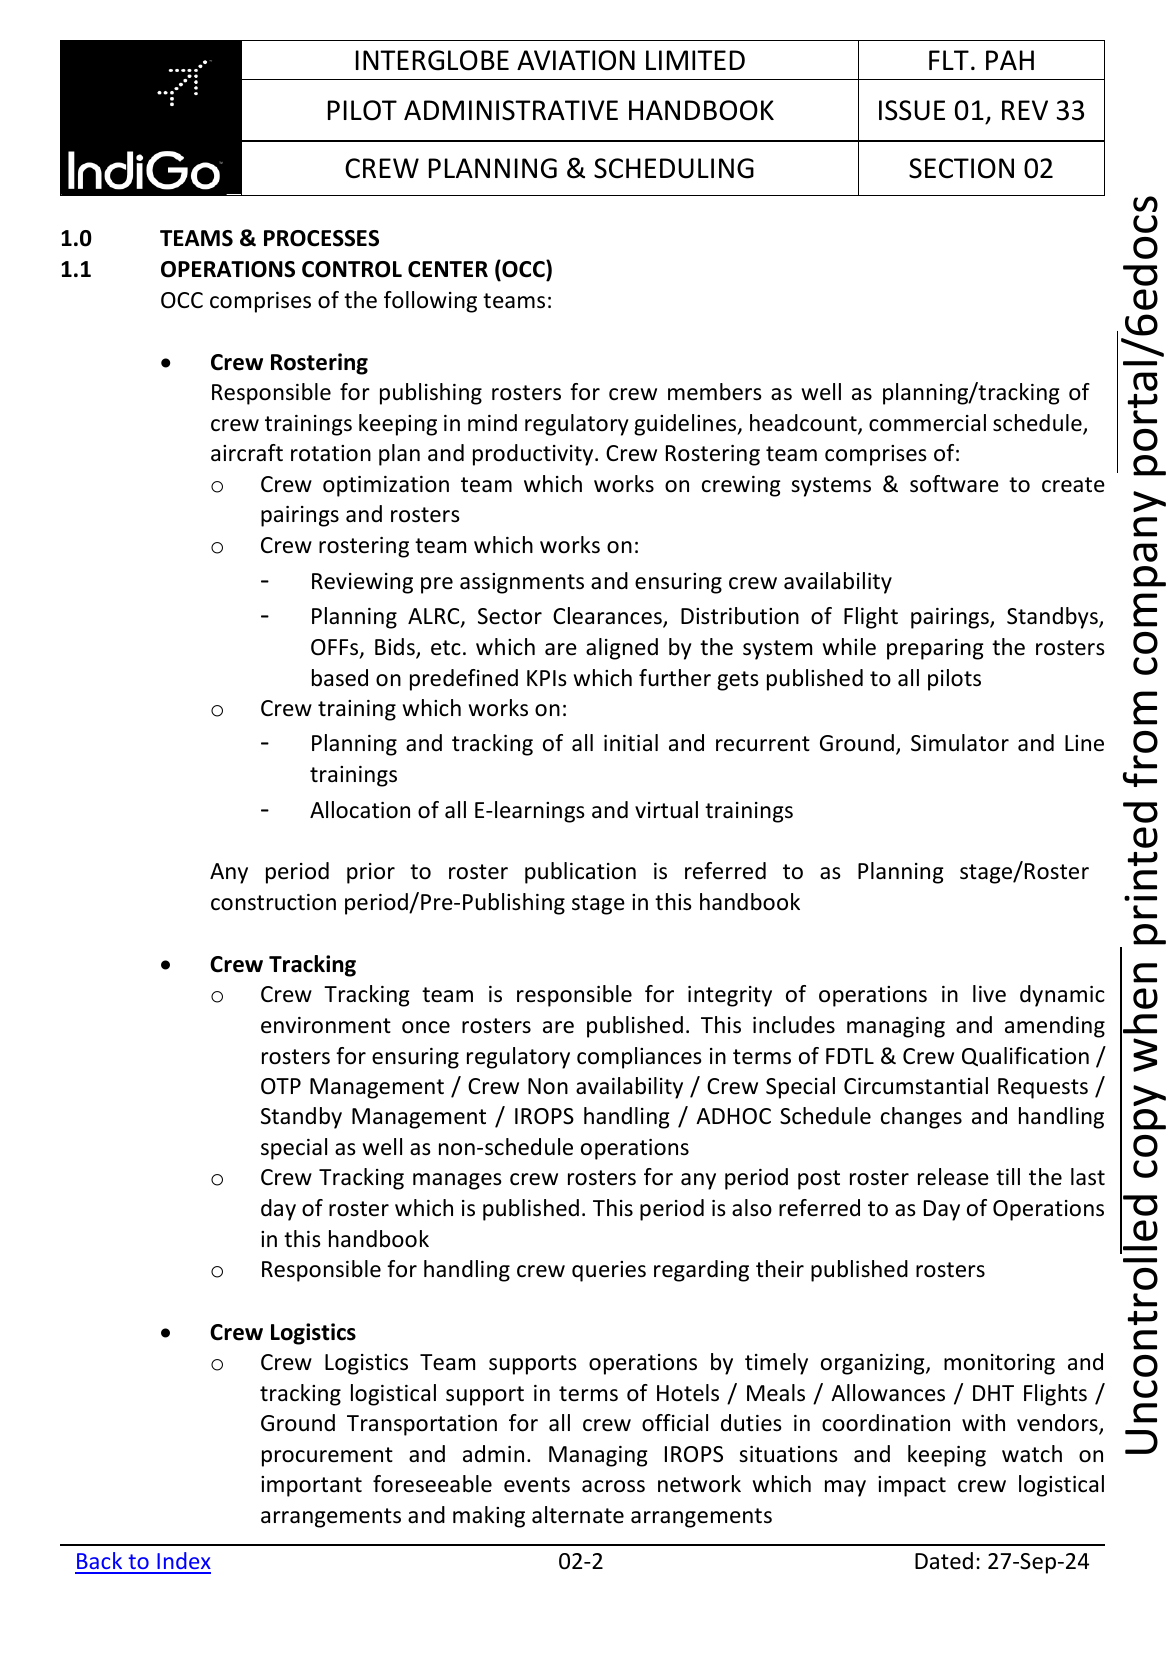 INTERGLOBE AVIATION LIMITED
FLT. PAH
PILOT ADMINISTRATIVE HANDBOOK
ISSUE 01, REV 33
IndiGo
CREW PLANNING & SCHEDULING
SECTION 02
1.0 TEAMS & PROCESSES
1.1 OPERATIONS CONTROL CENTER (OCC)
OCC comprises of the following teams:
• Crew Rostering
Responsible for publishing rosters for crew members as well as planning/tracking of
crew trainings keeping in mind regulatory guidelines, headcount, commercial schedule,
aircraft rotation plan and productivity. Crew Rostering team comprises of:
o Crew optimization team which works on crewing systems & software to create
pairings and rosters
o Crew rostering team which works on:
- Reviewing pre assignments and ensuring crew availability
- Planning ALRC, Sector Clearances, Distribution of Flight pairings, Standbys,
OFFs, Bids, etc. which are aligned by the system while preparing the rosters
based on predefined KPIs which further gets published to all pilots
o Crew training which works on:
- Planning and tracking of all initial and recurrent Ground, Simulator and Line
trainings
- Allocation of all E-learnings and virtual trainings
Any period prior to roster publication is referred to as Planning stage/Roster
construction period/Pre-Publishing stage in this handbook
• Crew Tracking
o Crew Tracking team is responsible for integrity of operations in live dynamic
environment once rosters are published. This includes managing and amending
rosters for ensuring regulatory compliances in terms of FDTL & Crew Qualification /
OTP Management / Crew Non availability / Crew Special Circumstantial Requests /
Standby Management / IROPS handling / ADHOC Schedule changes and handling
special as well as non-schedule operations
o Crew Tracking manages crew rosters for any period post roster release till the last
day of roster which is published. This period is also referred to as Day of Operations
in this handbook
o Responsible for handling crew queries regarding their published rosters
• Crew Logistics
o Crew Logistics Team supports operations by timely organizing, monitoring and
tracking logistical support in terms of Hotels / Meals / Allowances / DHT Flights /
Ground Transportation for all crew official duties in coordination with vendors,
procurement and admin. Managing IROPS situations and keeping watch on
important foreseeable events across network which may impact crew logistical
arrangements and making alternate arrangements
Back to Index
02-2
Dated: 27-Sep-24
Uncontrolled copy when printed from company portal/6edocs